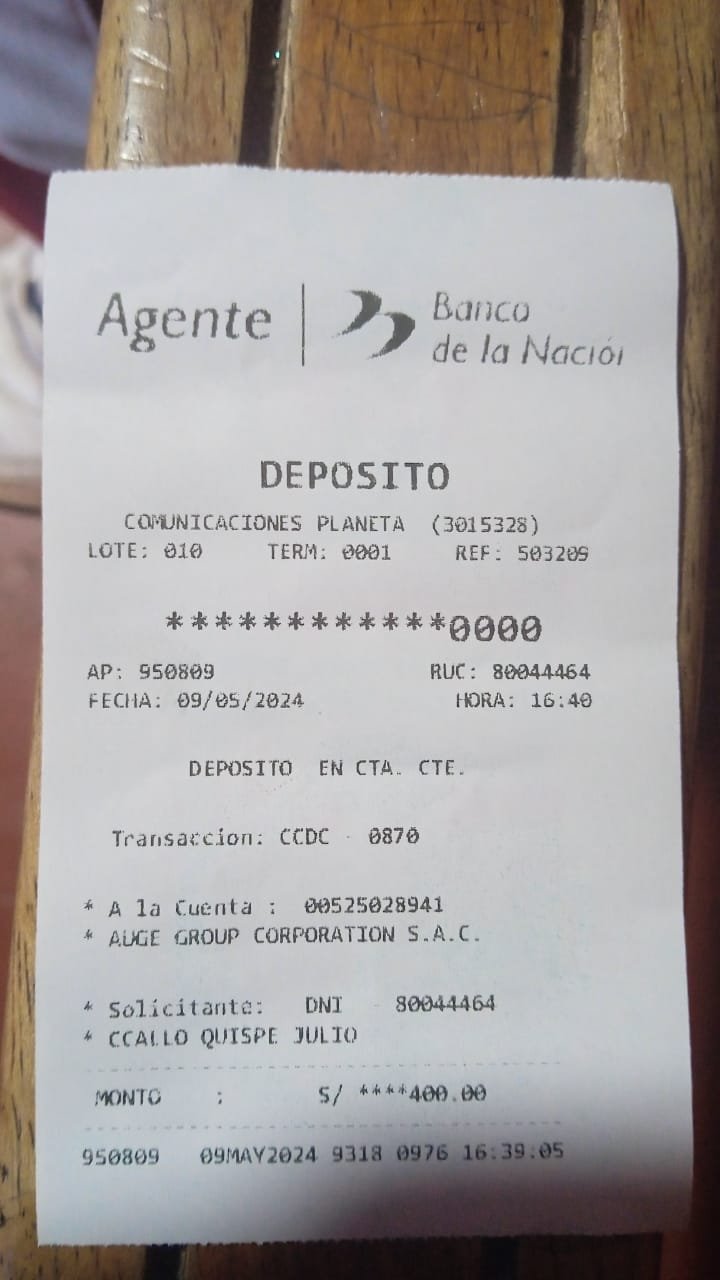 Agente | Banco
de la Nación
DEPOSITO
COMUNICACIONES PLANETA (3015328)
LOTE: 010 TERM: 0001 REF: 503209
************0000
AP: 950809 RUC: 80044464
FECHA: 09/05/2024 HORA: 16:40
DEPOSITO EN CTA. CTE.
Transaccion: CCDC - 0870
* A la Cuenta : 00525028941
* AUGE GROUP CORPORATION S.A.C.
* Solicitante: DNI - 80044464
* CCALLO QUISPE JULIO
MONTO : S/ ****400.00
950809 09MAY2024 9318 0976 16:39:05